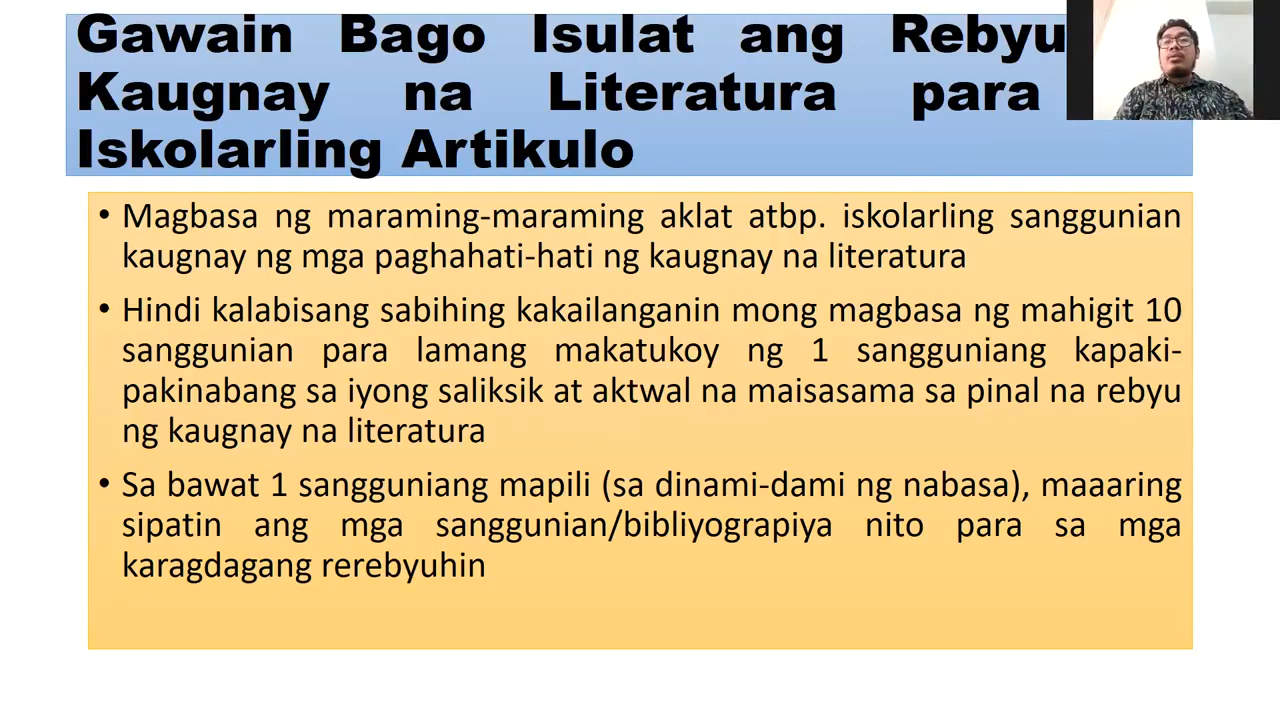 Gawain Bago Isulat ang Rebyu
Kaugnay na Literatura para
Iskolarling Artikulo
• Magbasa ng maraming-maraming aklat atbp. iskolarling sanggunian
kaugnay ng mga paghahati-hati ng kaugnay na literatura
• Hindi kalabisang sabihing kakailanganin mong magbasa ng mahigit 10
sanggunian para lamang makatukoy ng 1 sangguniang kapaki-
pakinabang sa iyong saliksik at aktwal na maisasama sa pinal na rebyu
ng kaugnay na literatura
• Sa bawat 1 sangguniang mapili (sa dinami-dami ng nabasa), maaaring
sipatin ang mga sanggunian/bibliyograpiya nito para sa mga
karagdagang rerebyuhin